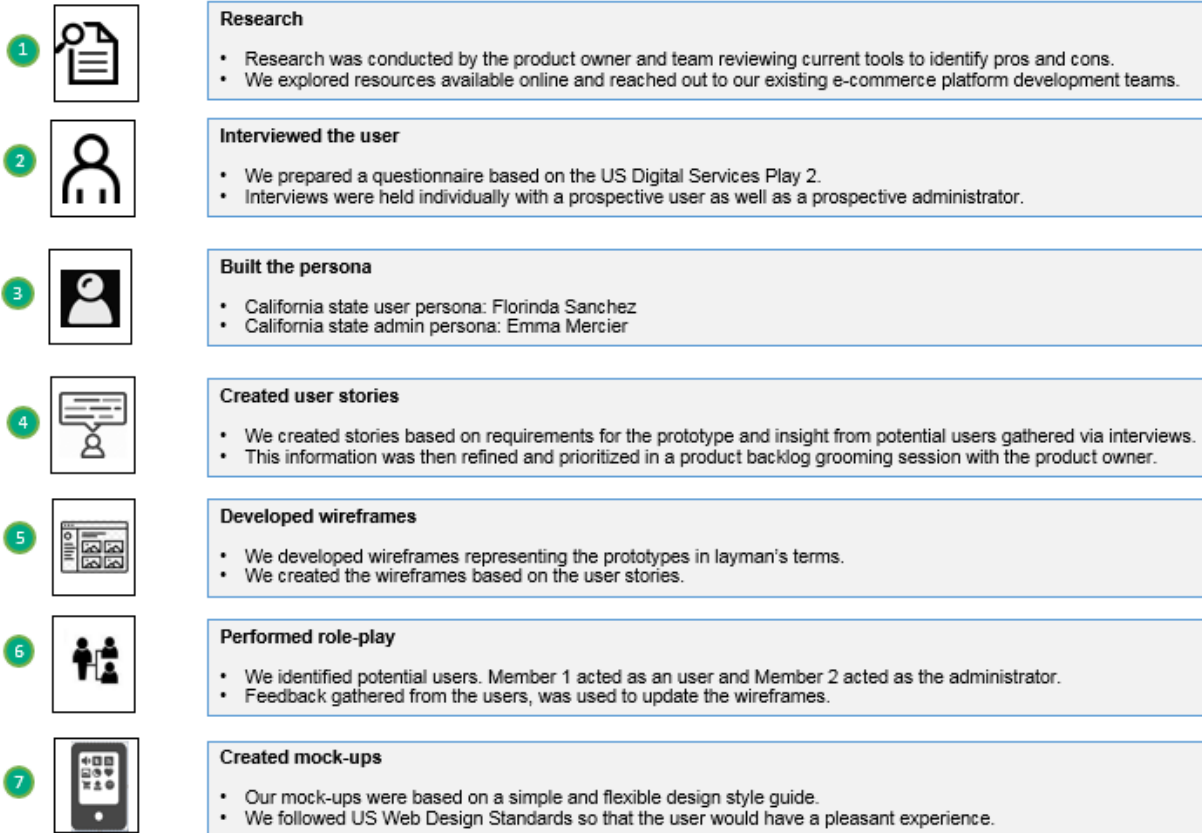 1
Research
• Research was conducted by the product owner and team reviewing current tools to identify pros and cons.
• We explored resources available online and reached out to our existing e-commerce platform development teams.
2
Interviewed the user
• We prepared a questionnaire based on the US Digital Services Play 2.
• Interviews were held individually with a prospective user as well as a prospective administrator.
3
Built the persona
• California state user persona: Florinda Sanchez
• California state admin persona: Emma Mercier
4
Created user stories
• We created stories based on requirements for the prototype and insight from potential users gathered via interviews.
• This information was then refined and prioritized in a product backlog grooming session with the product owner.
5
Developed wireframes
• We developed wireframes representing the prototypes in layman's terms.
• We created the wireframes based on the user stories.
6
Performed role-play
• We identified potential users. Member 1 acted as an user and Member 2 acted as the administrator.
• Feedback gathered from the users, was used to update the wireframes.
7
Created mock-ups
• Our mock-ups were based on a simple and flexible design style guide.
• We followed US Web Design Standards so that the user would have a pleasant experience.